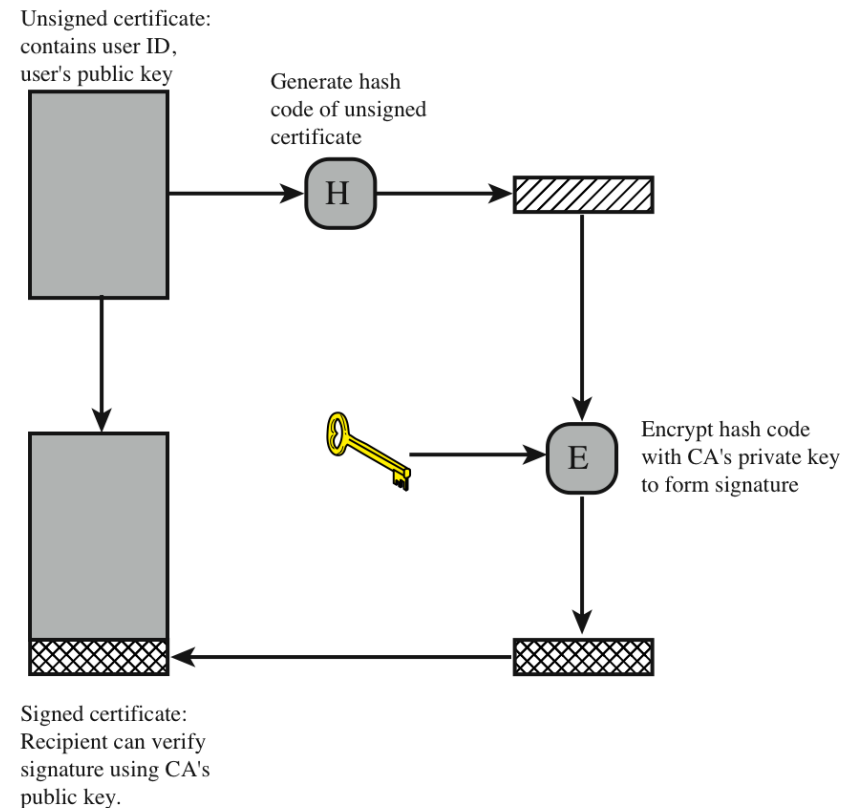 Unsigned certificate:
contains user ID,
user's public key
Generate hash
code of unsigned
certificate
H
E
Encrypt hash code
with CA's private key
to form signature
Signed certificate:
Recipient can verify
signature using CA's
public key.